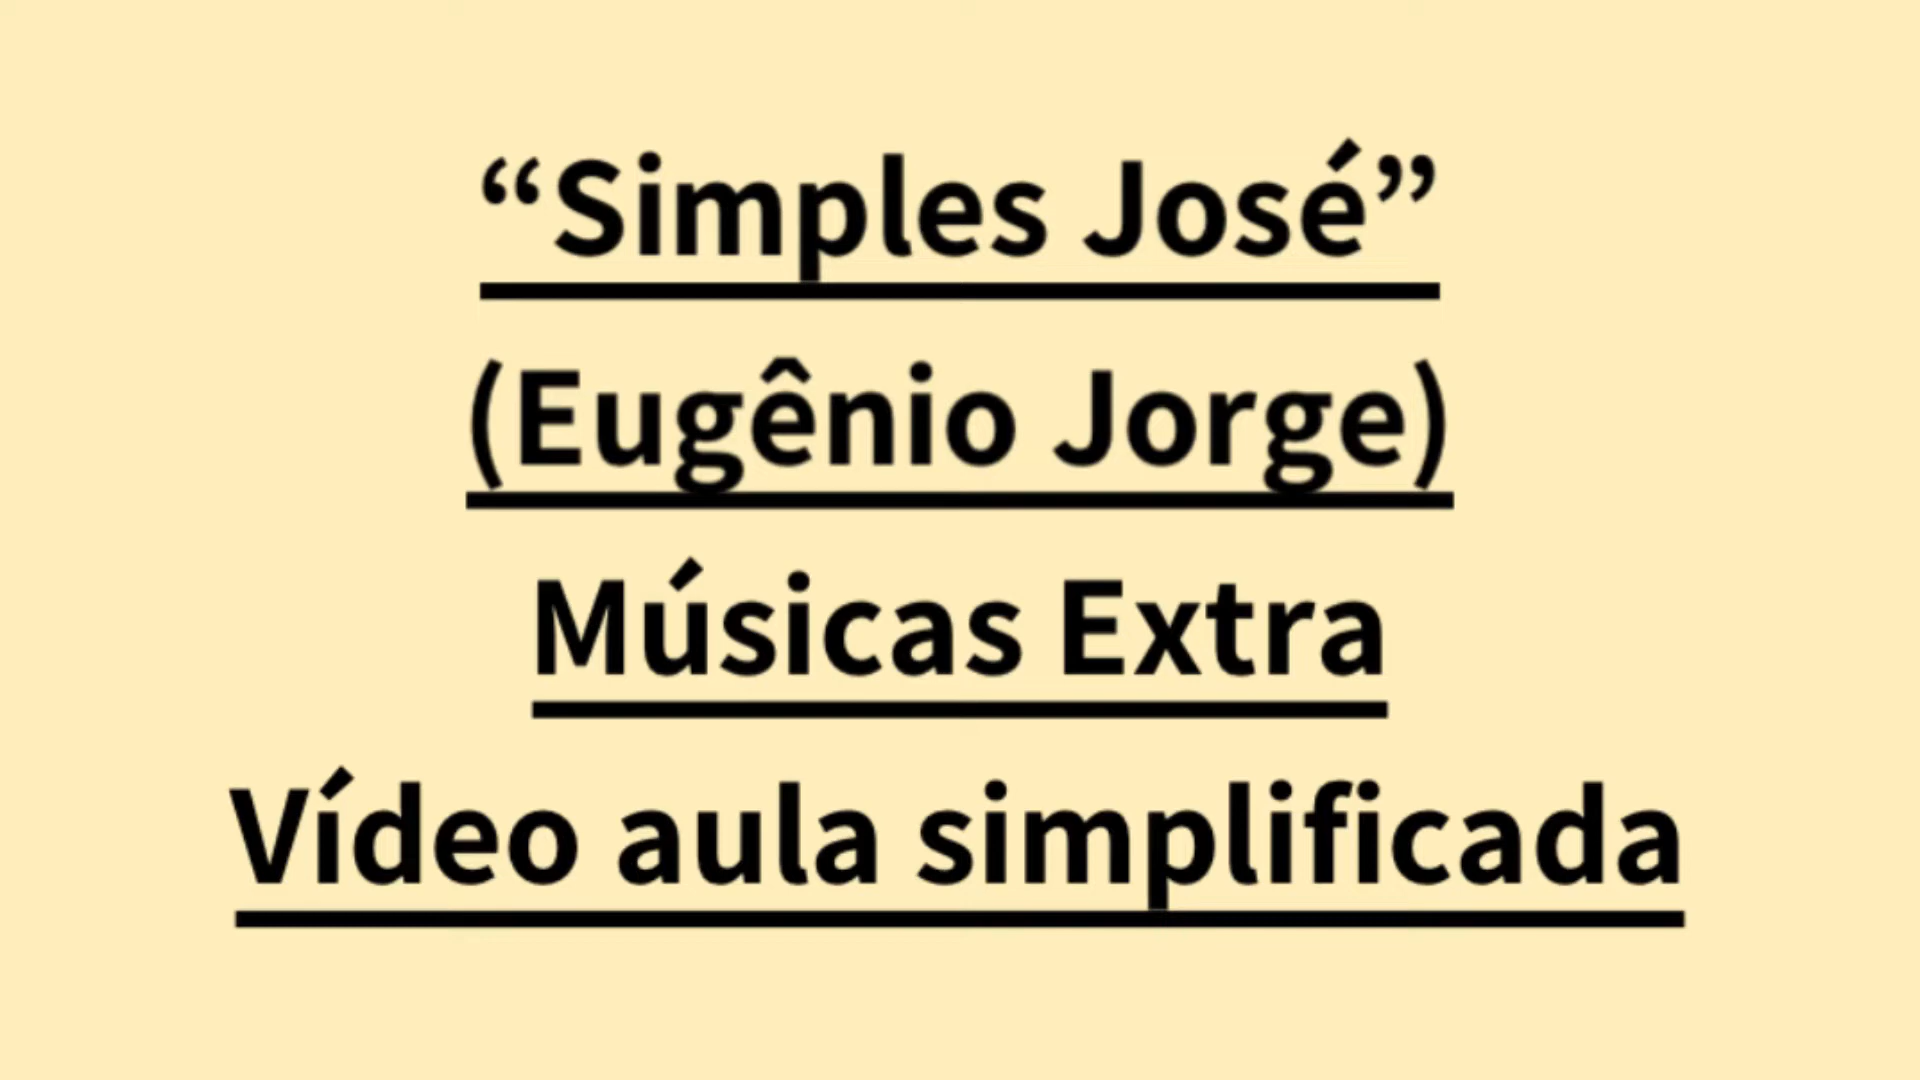 “Simples José”
(Eugênio Jorge)
Músicas Extra
Vídeo aula simplificada